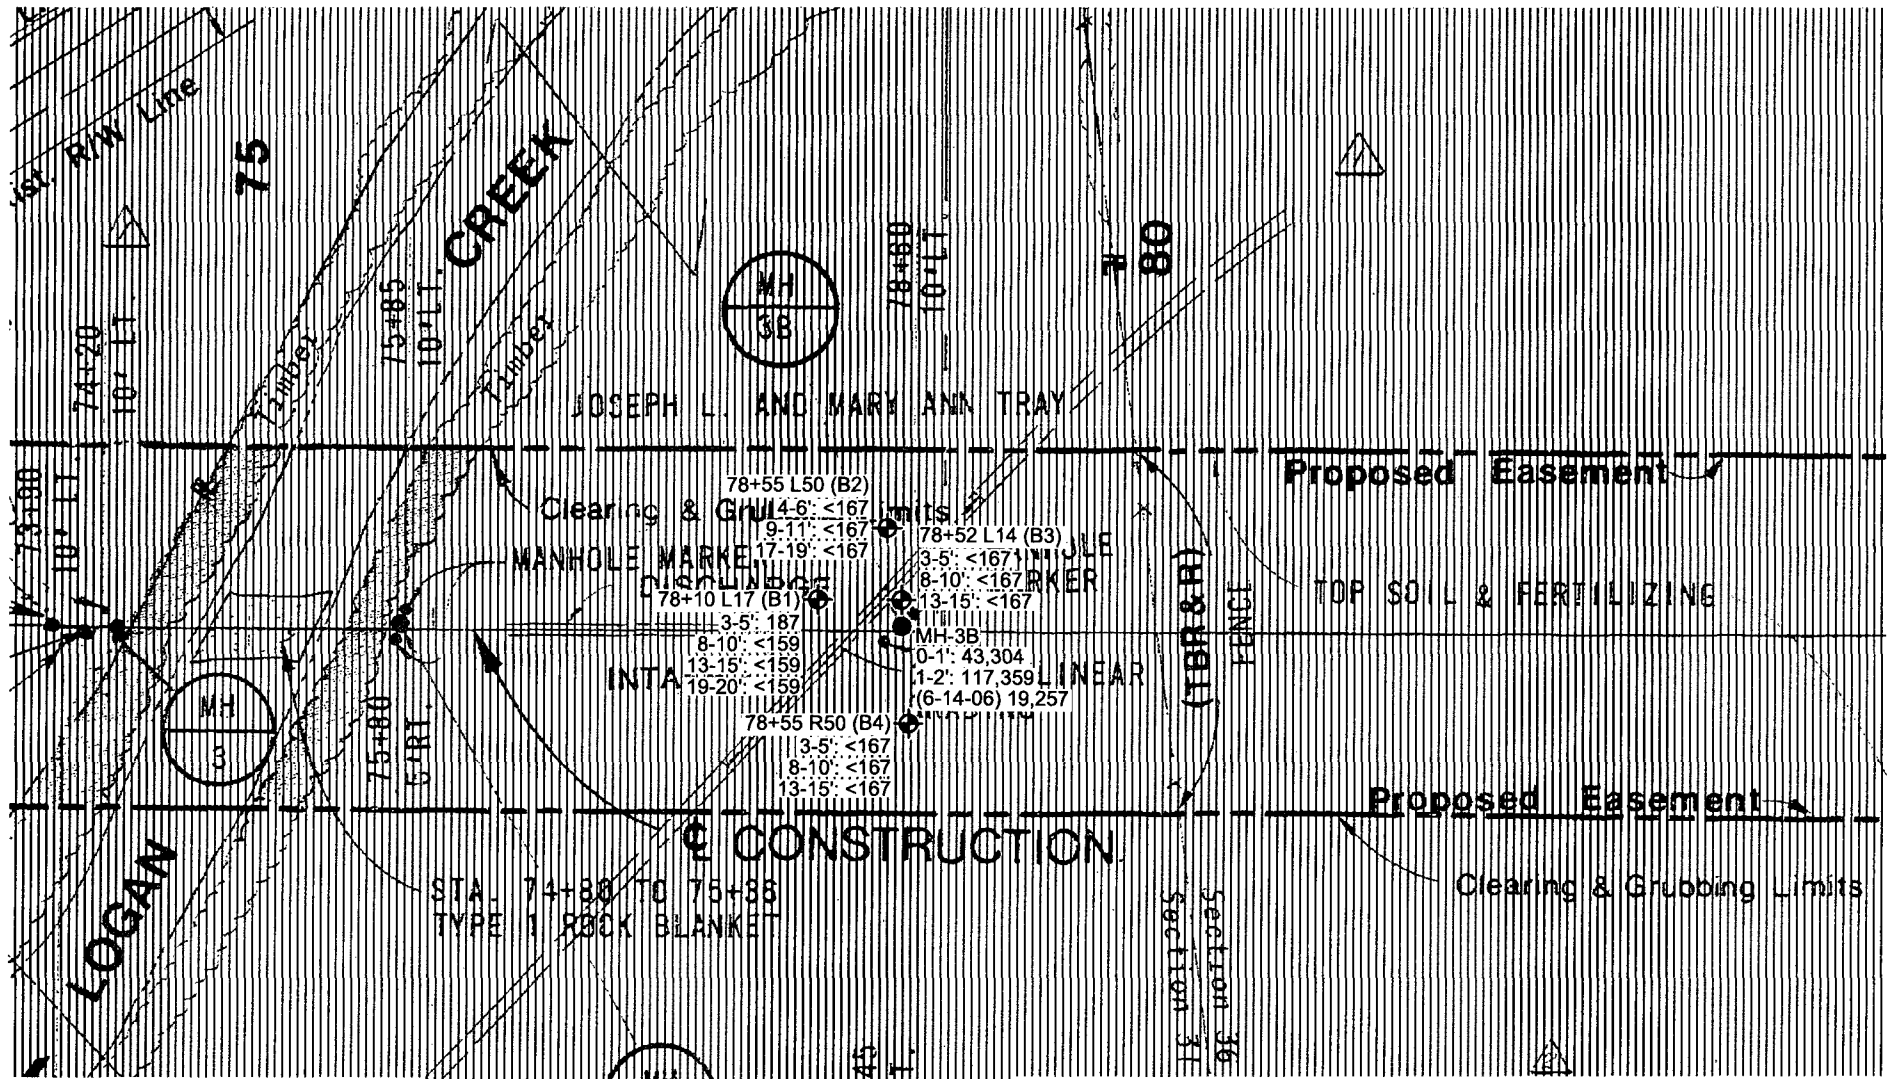 R/W Line
75
CREEK
74+20
10' LT
Timber
75+85
10' LT.
Timber
MH
3B
78+60
10' LT.
80
JOSEPH L. AND MARY ANN TRAY
73+90
10' LT.
Proposed Easement
78+55 L50 (B2)
4-6': <167
9-11': <167
17-19': <167
Clearing &
MANHOLE
78+52 L14 (B3)
3-5': <167
8-10': <167
13-15': <167
78+10 L17 (B1)
3-5': 187
8-10': <159
13-15': <159
19-20': <159
MH-3B
0-1': 43,304
1-2': 117,359
(6-14-06) 19,257
LINEAR
78+55 R50 (B4)
3-5': <167
8-10': <167
13-15': <167
(TBR&R)
FENCE
TOP SOIL & FERTILIZING
MH
3
75+80
5' RT.
Proposed Easement
℄ CONSTRUCTION
LOGAN
STA. 74+88 TO 75+38
TYPE 1 ROCK BLANKET
Clearing & Grubbing Limits
Section 36
Section 31